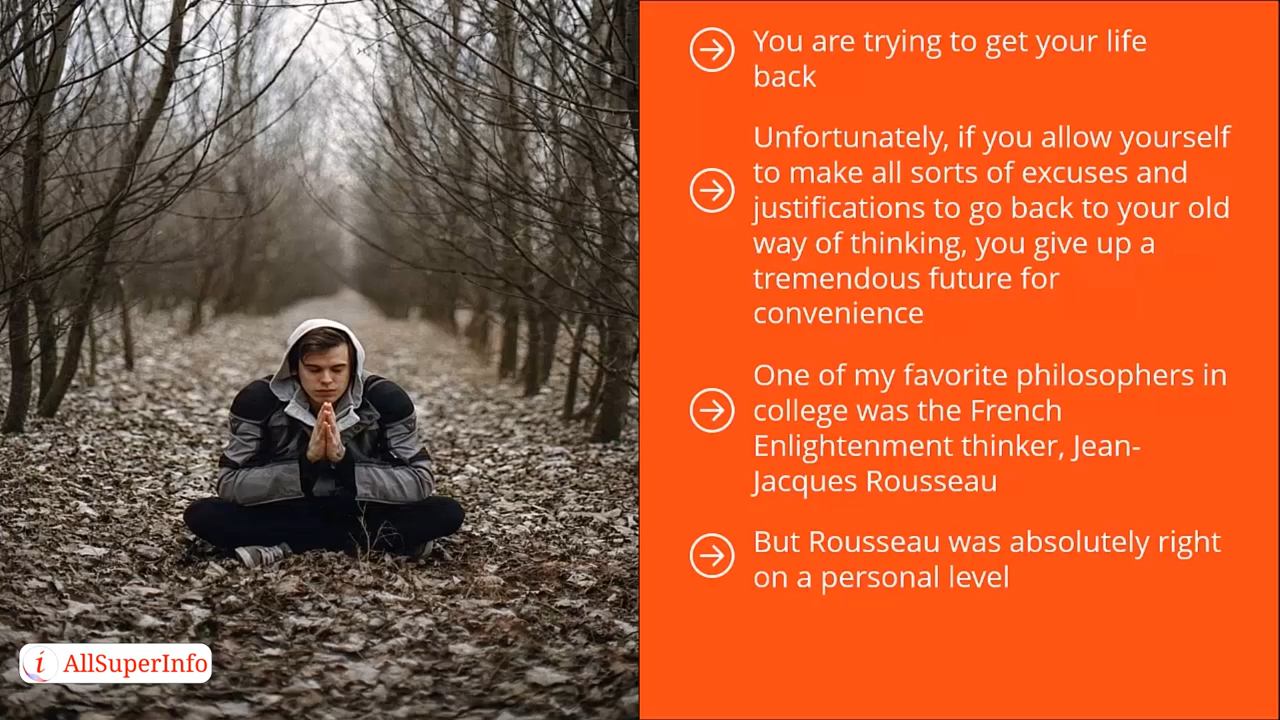 You are trying to get your life
back
Unfortunately, if you allow yourself
to make all sorts of excuses and
justifications to go back to your old
way of thinking, you give up a
tremendous future for
convenience
One of my favorite philosophers in
college was the French
Enlightenment thinker, Jean-
Jacques Rousseau
But Rousseau was absolutely right
on a personal level
i AllSuperInfo